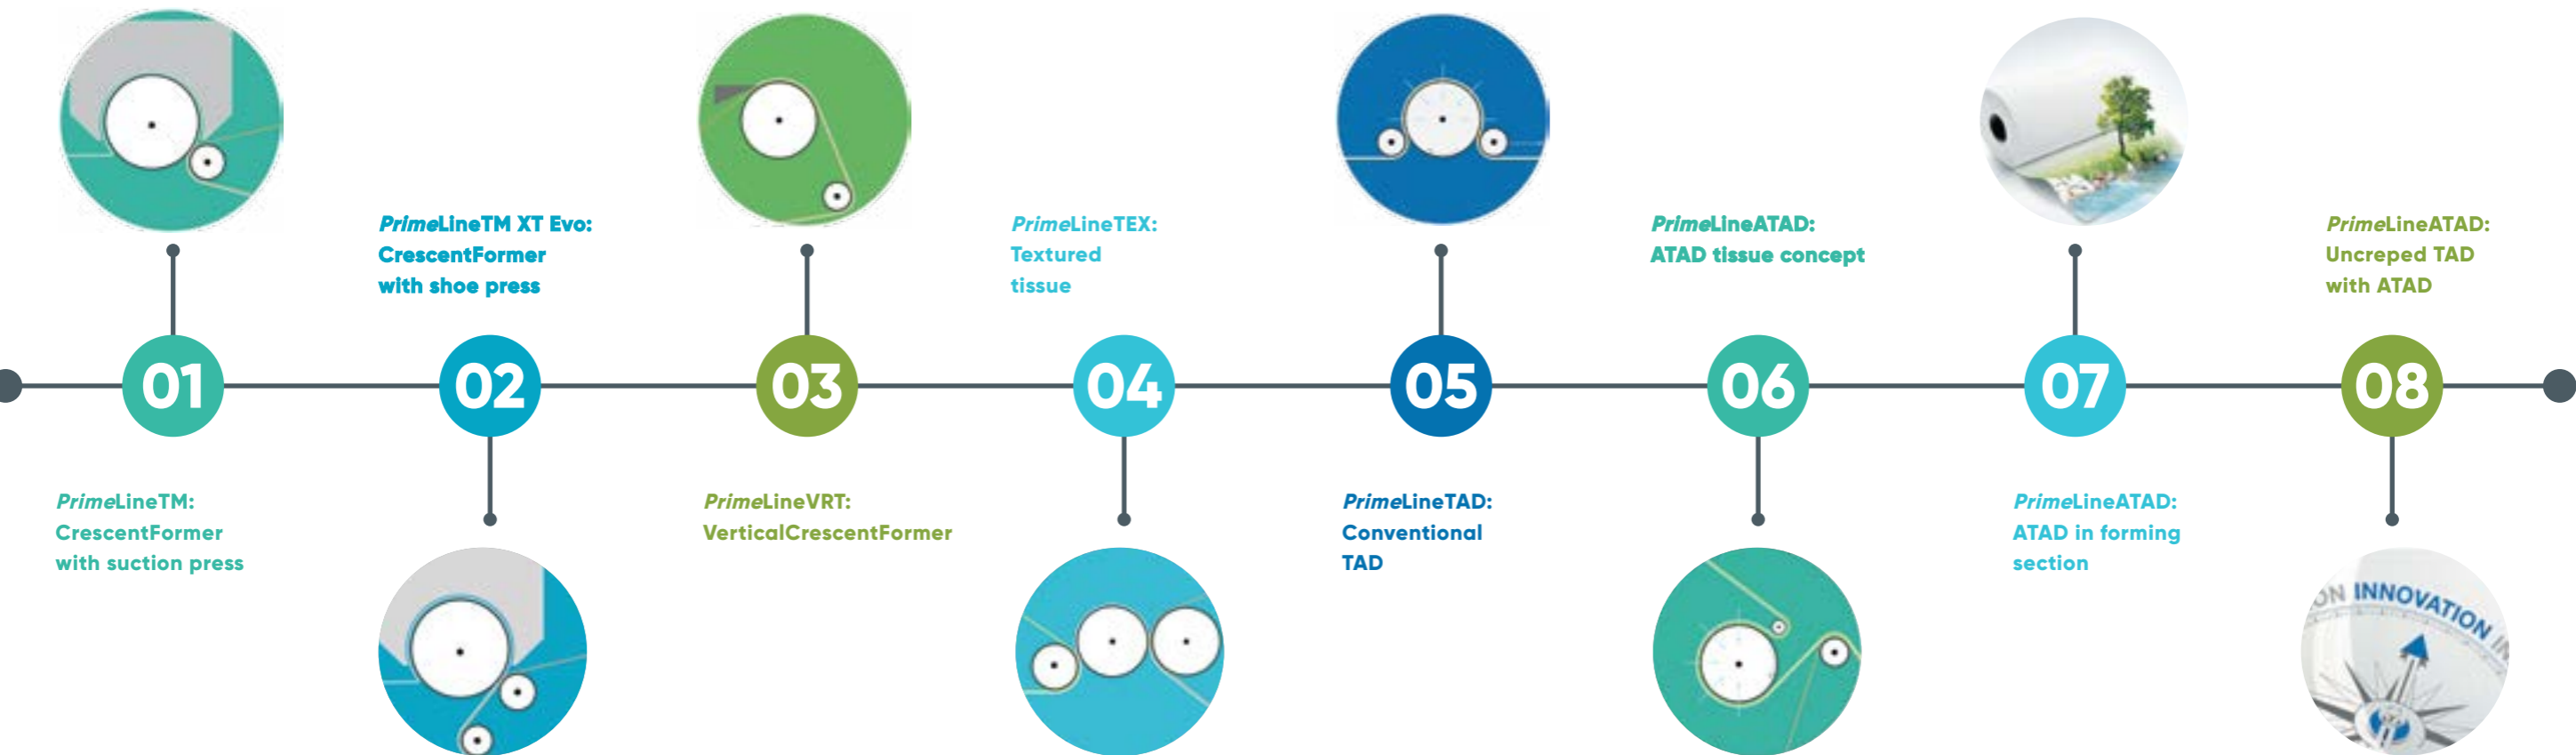 PrimeLineTM XT Evo:
CrescentFormer
with shoe press
PrimeLineTEX:
Textured
tissue
PrimeLineATAD:
ATAD tissue concept
PrimeLineATAD:
Uncreped TAD
with ATAD
01
02
03
04
05
06
07
08
PrimeLineTM:
CrescentFormer
with suction press
PrimeLineVRT:
VerticalCrescentFormer
PrimeLineTAD:
Conventional
TAD
PrimeLineATAD:
ATAD in forming
section
ON INNOVATION IN